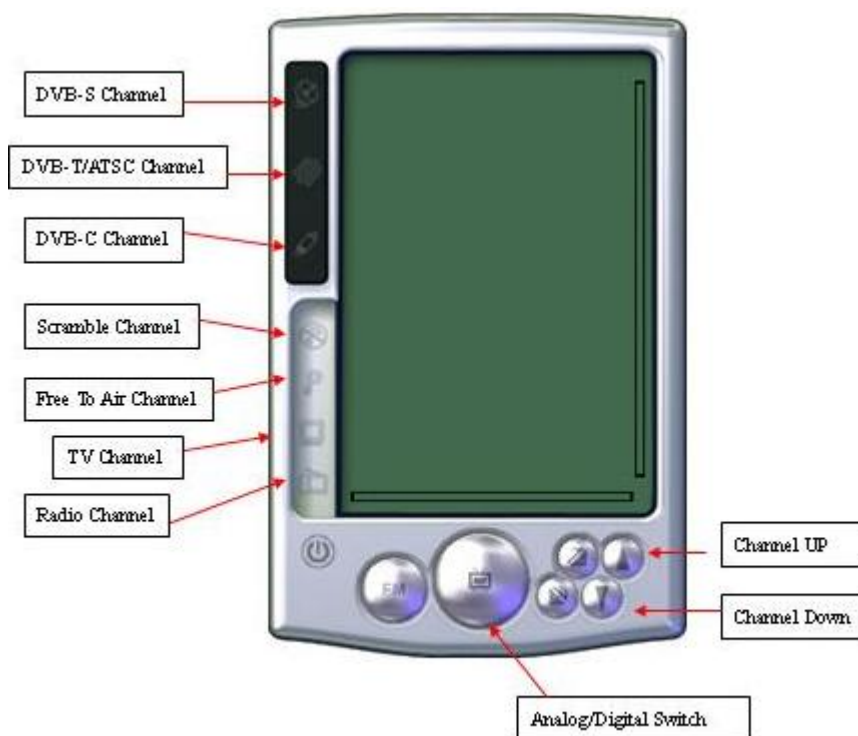 DVB-S Channel
DVB-T/ATSC Channel
DVB-C Channel
Scramble Channel
Free To Air Channel
TV Channel
Radio Channel
FM
Channel UP
Channel Down
Analog/Digital Switch